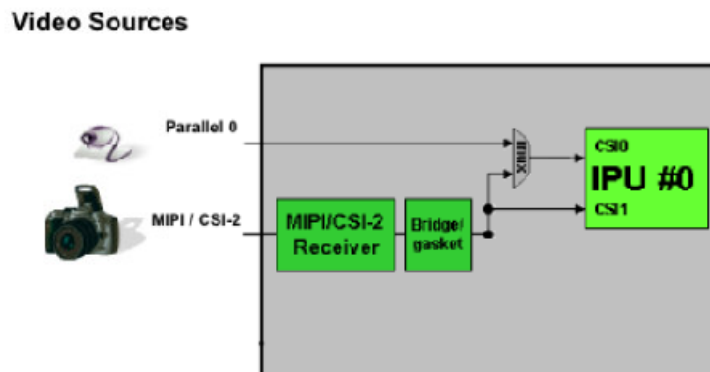 Video Sources
Parallel 0
MIPI / CSI-2
MIPI/CSI-2
Receiver
Bridge/
gasket
MUX
CSI0
IPU #0
CSI1